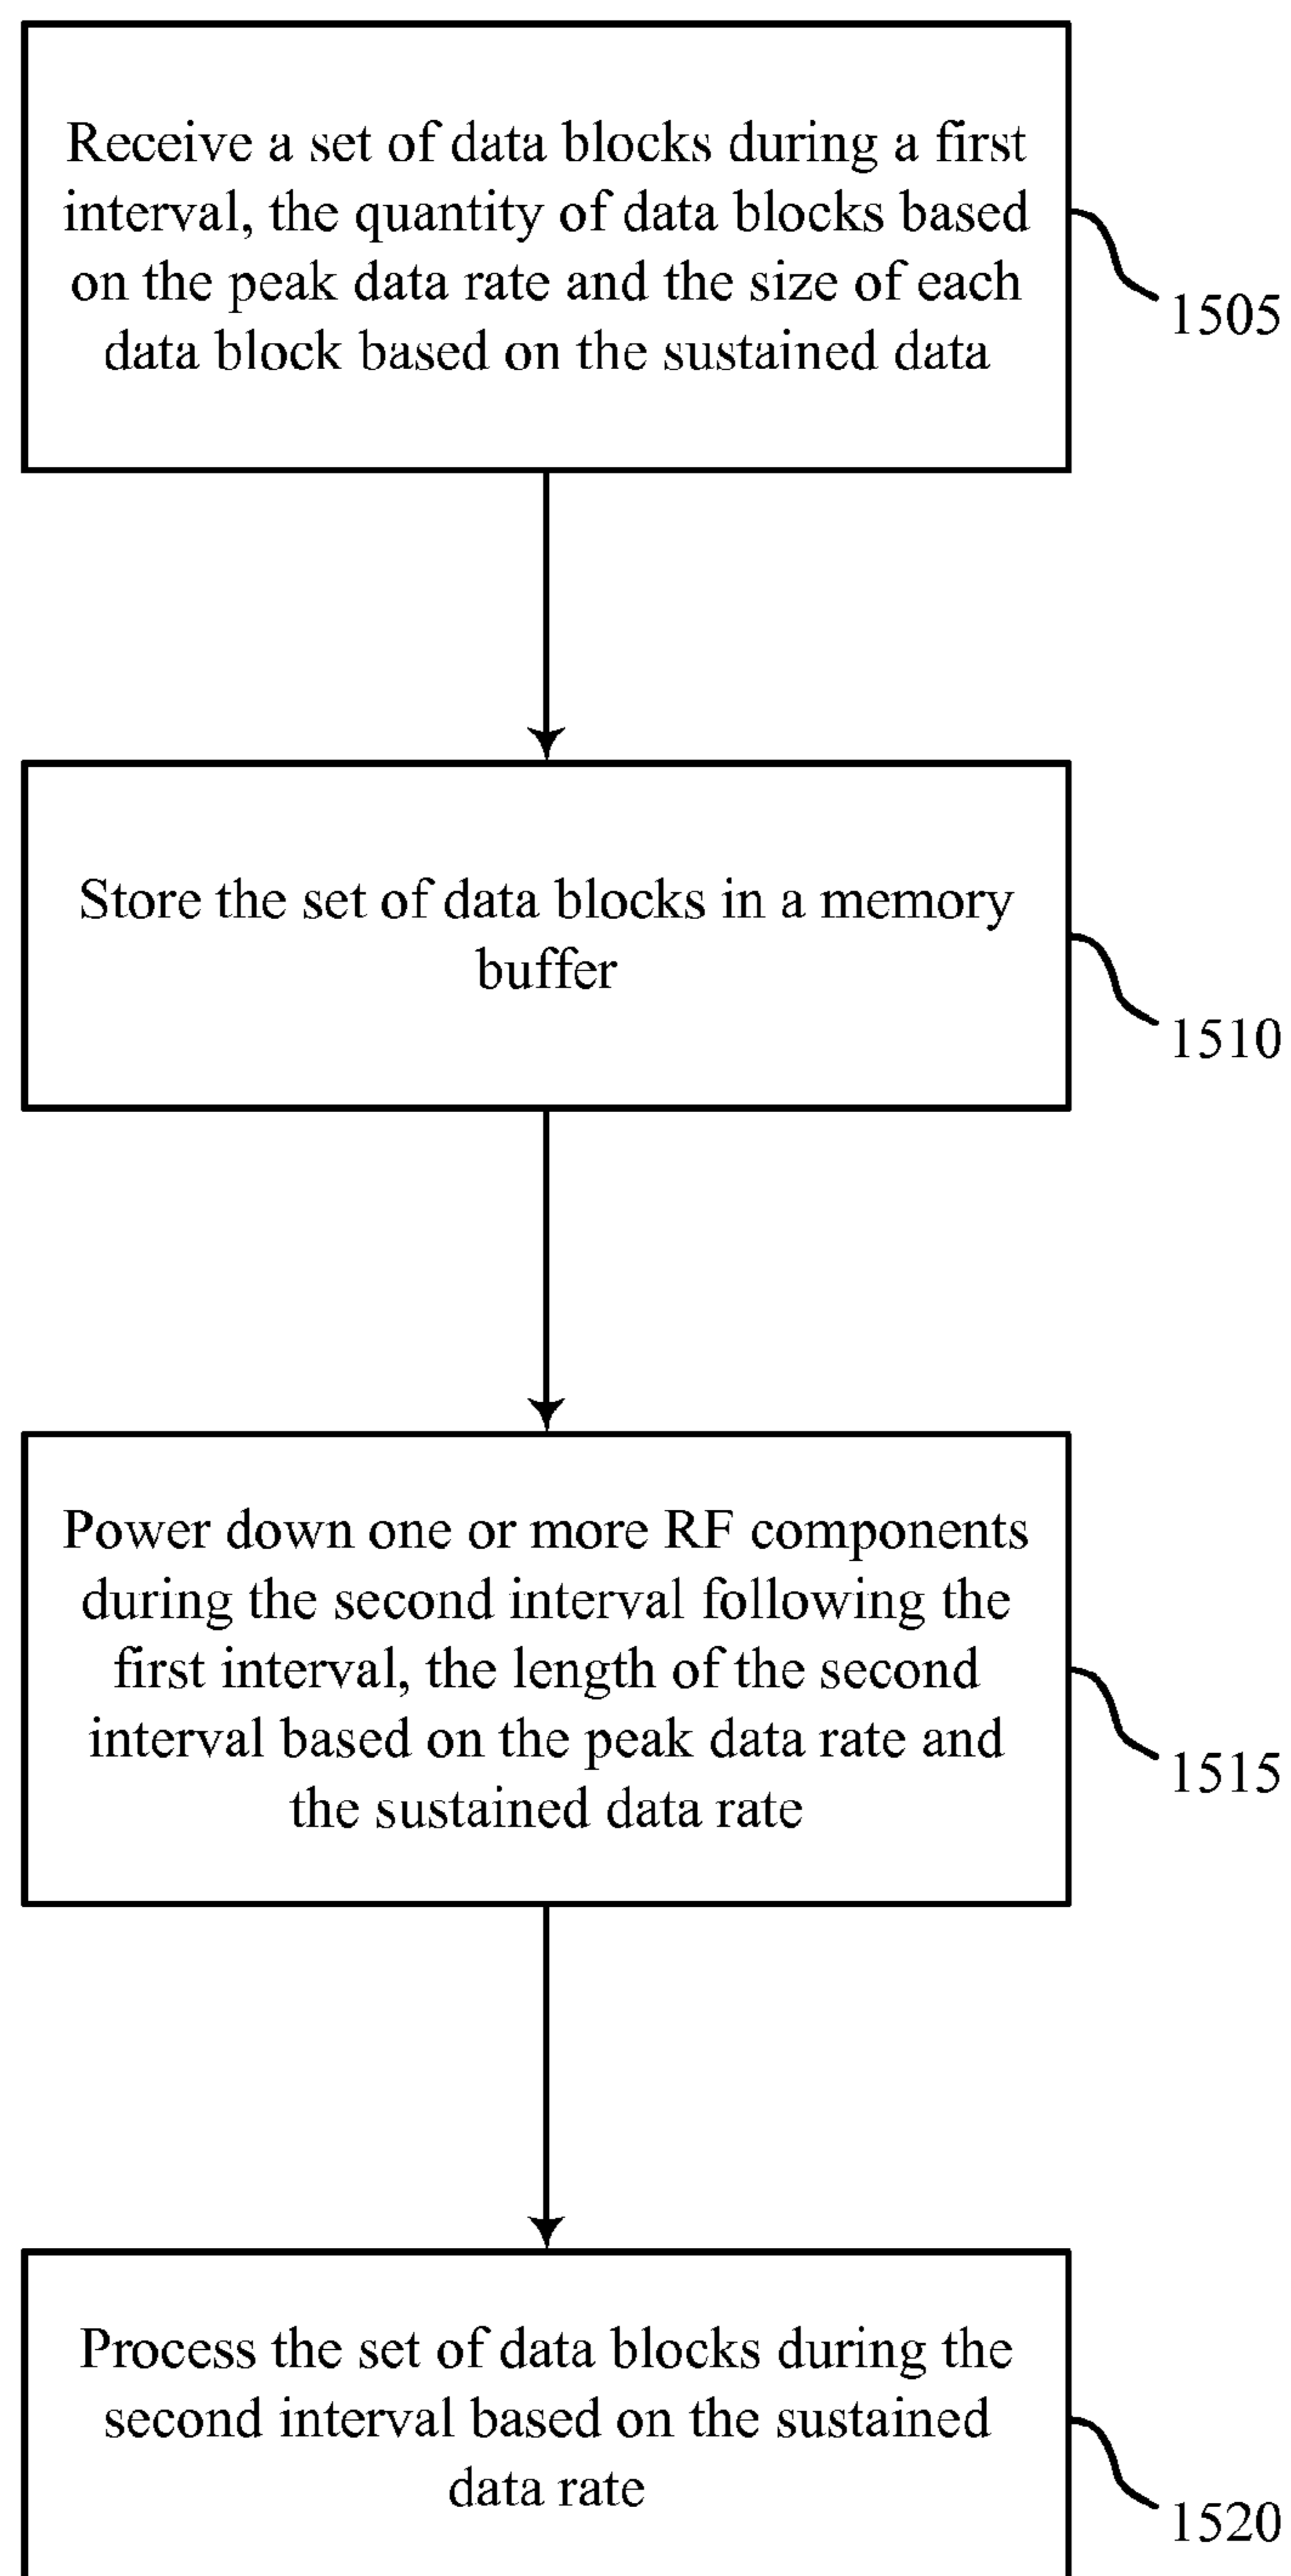 Receive a set of data blocks during a first
interval, the quantity of data blocks based
on the peak data rate and the size of each
data block based on the sustained data
1505
Store the set of data blocks in a memory
buffer
1510
Power down one or more RF components
during the second interval following the
first interval, the length of the second
interval based on the peak data rate and
the sustained data rate
1515
Process the set of data blocks during the
second interval based on the sustained
data rate
1520